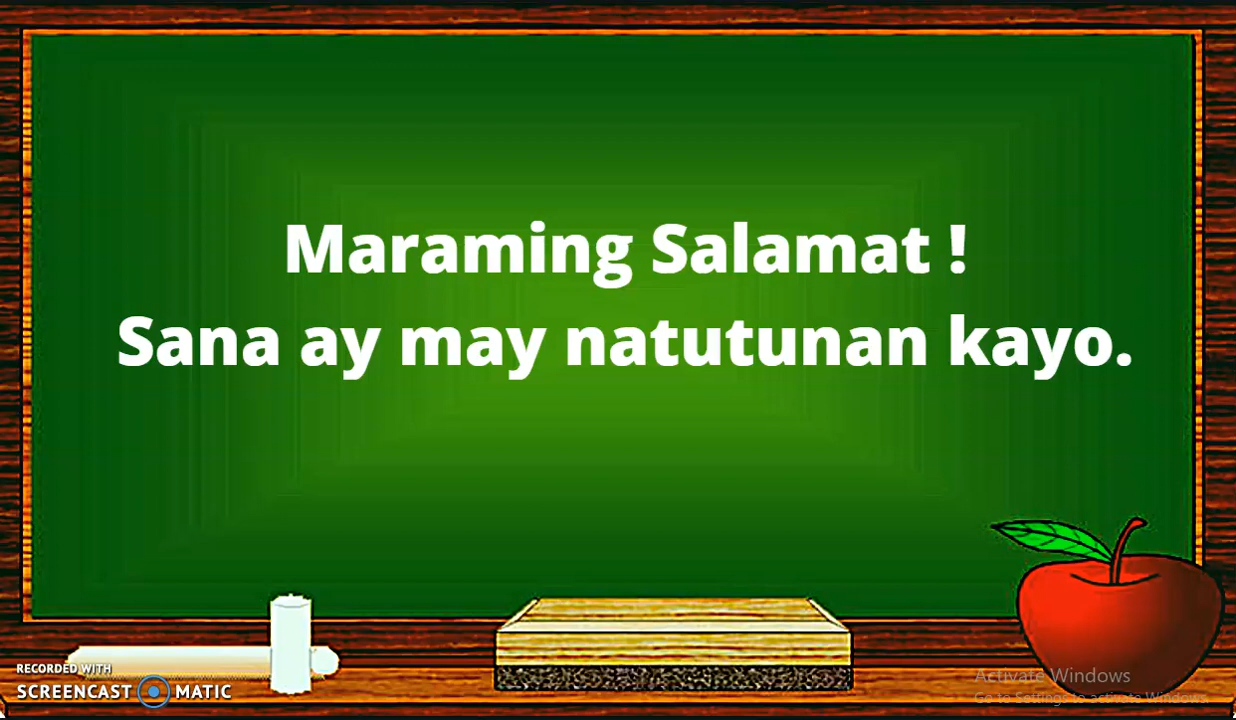 Maraming Salamat !
Sana ay may natutunan kayo.
RECORDED WITH
SCREENCAST MATIC
Activate Windows
Go to Settings to activate Windows.